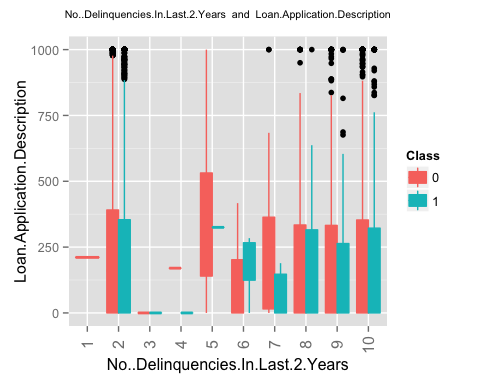 No..Delinquencies.In.Last.2.Years and Loan.Application.Description
1000
750
500
250
0
Loan.Application.Description
1 2 3 4 5 6 7 8 9 10
No..Delinquencies.In.Last.2.Years
Class
0
1